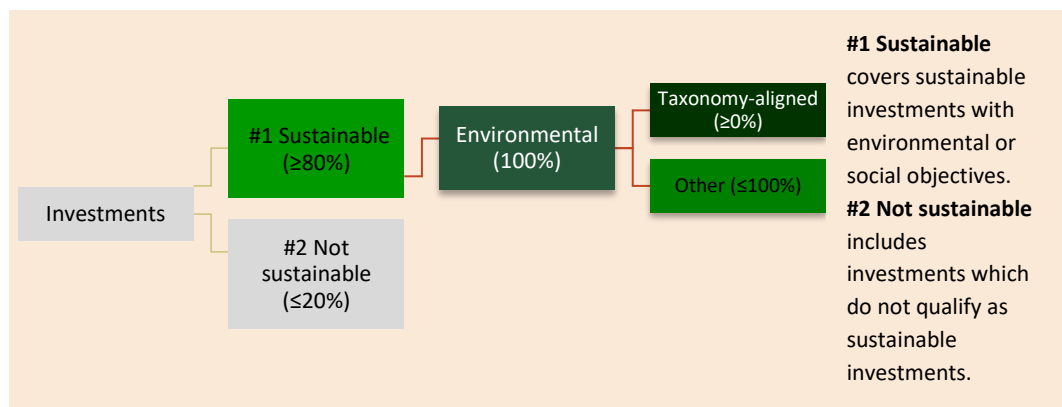 Investments
#1 Sustainable
(≥80%)
#2 Not
sustainable
(≤20%)
Environmental
(100%)
Taxonomy-aligned
(≥0%)
Other (≤100%)
#1 Sustainable
covers sustainable
investments with
environmental or
social objectives.
#2 Not sustainable
includes
investments which
do not qualify as
sustainable
investments.